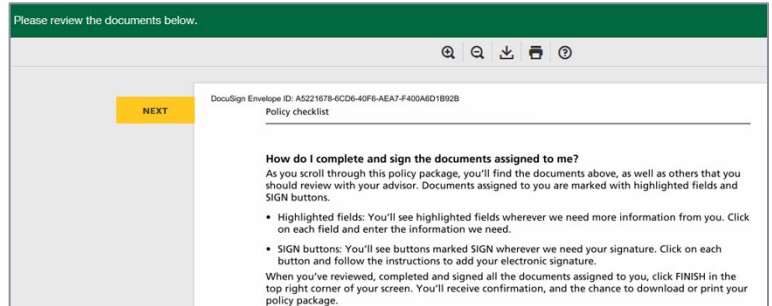 Please review the documents below.
NEXT
DocuSign Envelope ID: A5221678-6CD6-40F6-AEA7-F400A6D1B92B
Policy checklist
How do I complete and sign the documents assigned to me?
As you scroll through this policy package, you'll find the documents above, as well as others that you
should review with your advisor. Documents assigned to you are marked with highlighted fields and
SIGN buttons.
• Highlighted fields: You'll see highlighted fields wherever we need more information from you. Click
on each field and enter the information we need.
• SIGN buttons: You'll see buttons marked SIGN wherever we need your signature. Click on each
button and follow the instructions to add your electronic signature.
When you've reviewed, completed and signed all the documents assigned to you, click FINISH in the
top right corner of your screen. You'll receive confirmation, and the chance to download or print your
policy package.